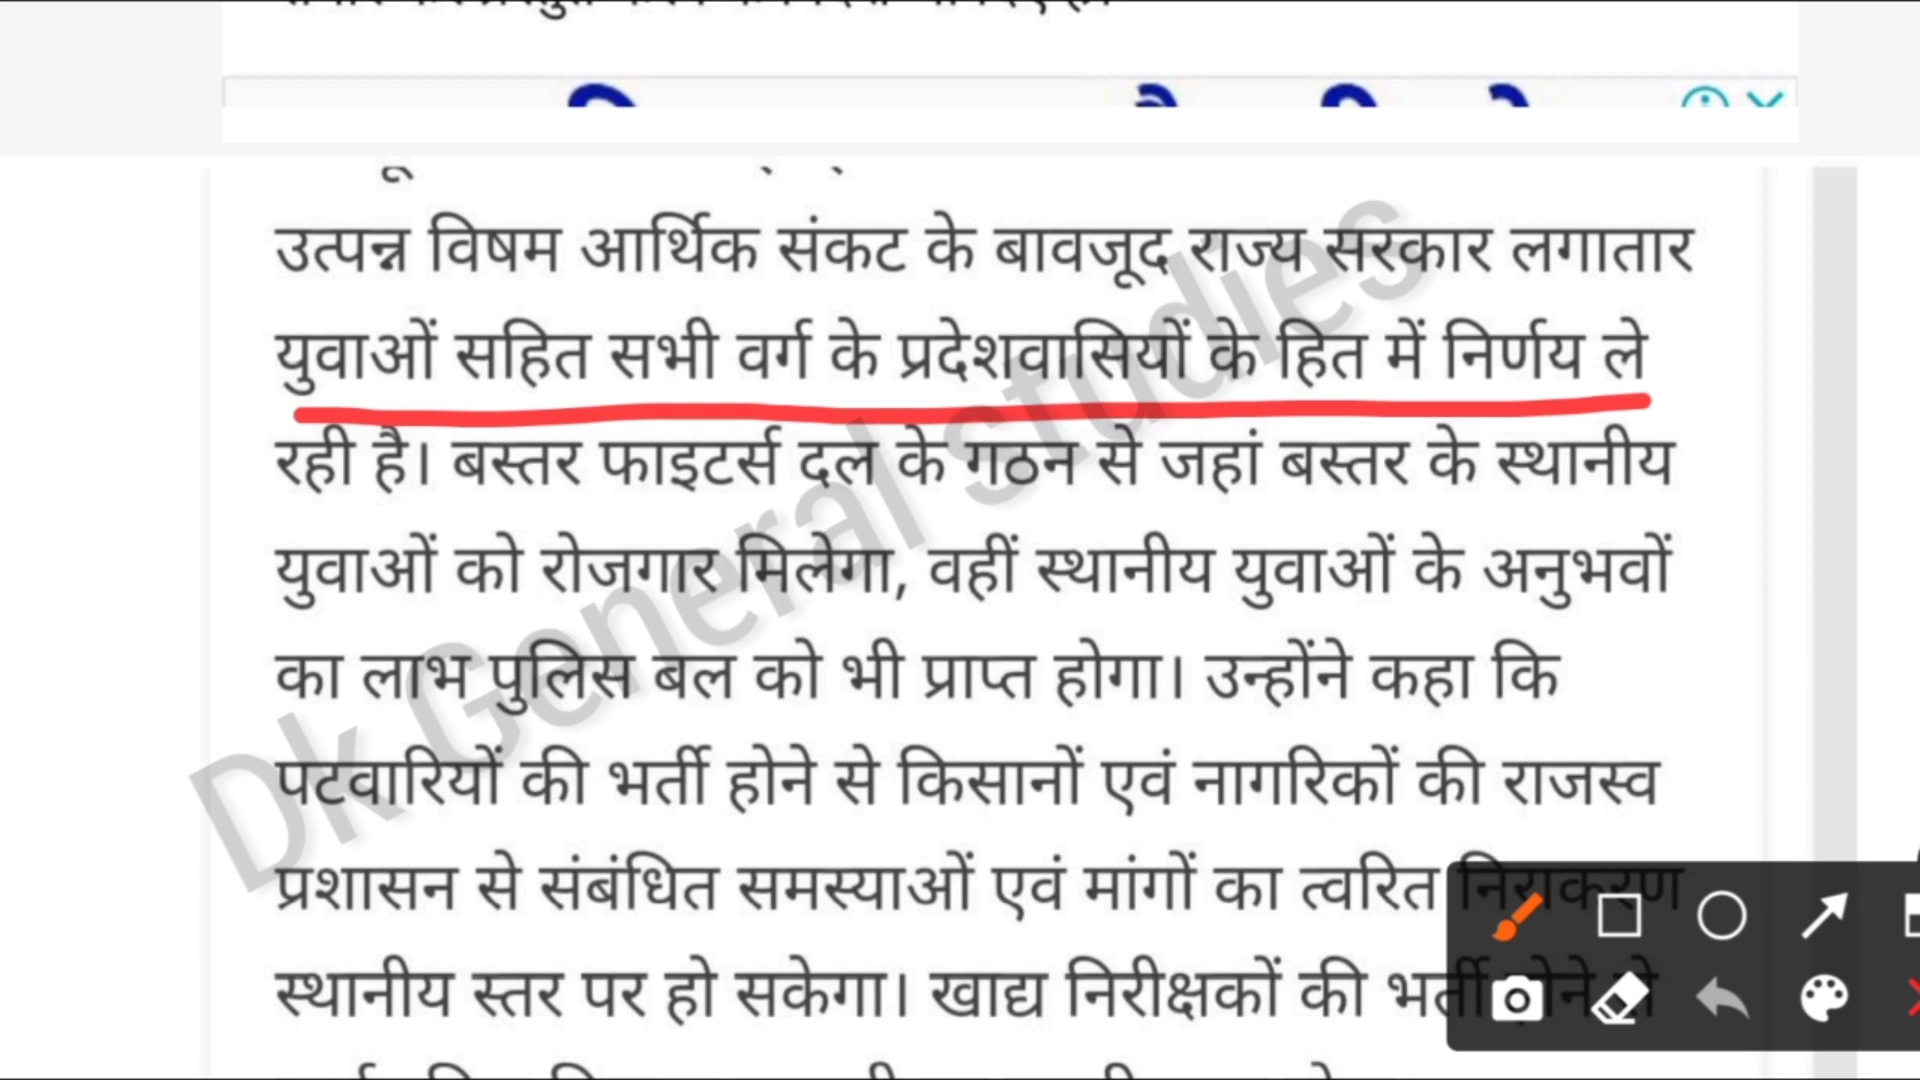 उत्पन्न विषम आर्थिक संकट के बावजूद राज्य सरकार लगातार
युवाओं सहित सभी वर्ग के प्रदेशवासियों के हित में निर्णय ले
रही है। बस्तर फाइटर्स दल के गठन से जहां बस्तर के स्थानीय
युवाओं को रोजगार मिलेगा, वहीं स्थानीय युवाओं के अनुभवों
का लाभ पुलिस बल को भी प्राप्त होगा। उन्होंने कहा कि
पटवारियों की भर्ती होने से किसानों एवं नागरिकों की राजस्व
प्रशासन से संबंधित समस्याओं एवं मांगों का त्वरित निराकरण
स्थानीय स्तर पर हो सकेगा। खाद्य निरीक्षकों की भर्ती होने से
Dk General studies